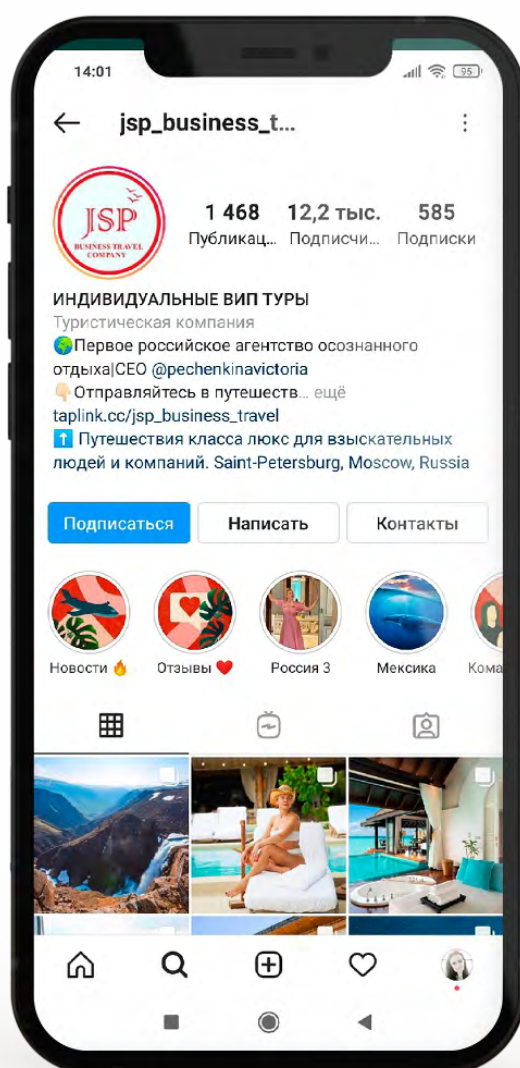 14:01
95
jsp_business_t...
JSP
BUSINESS TRAVEL
COMPANY
1 468 12,2 тыс. 585
Публикац... Подписчи... Подписки
ИНДИВИДУАЛЬНЫЕ ВИП ТУРЫ
Туристическая компания
🌍Первое российское агентство осознанного
отдыха|CEO @pechenkinavictoria
👇🏻Отправляйтесь в путешеств... ещё
taplink.cc/jsp_business_travel
⬆️ Путешествия класса люкс для взыскательных
людей и компаний. Saint-Petersburg, Moscow, Russia
Подписаться Написать Контакты
Новости 🔥 Отзывы ❤️ Россия 3 Мексика Кома